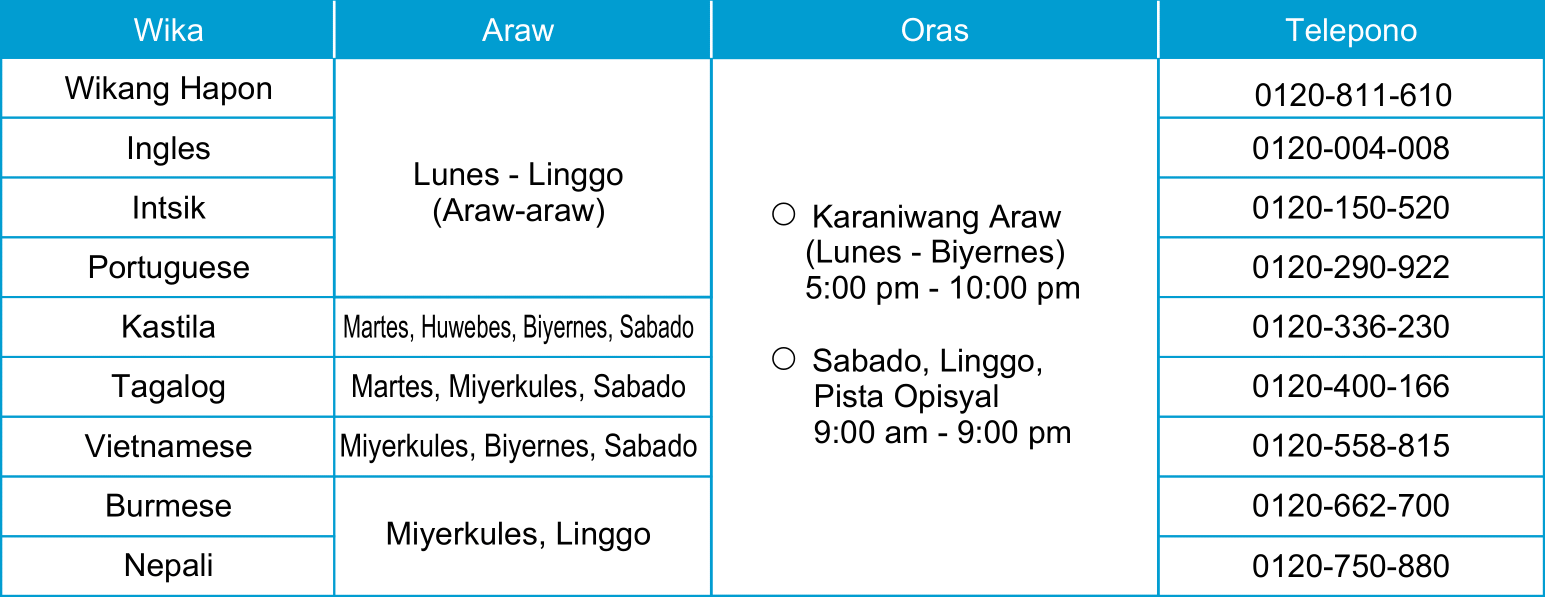 Wika Araw Oras Telepono
Wikang Hapon
Lunes - Linggo
(Araw-araw)
○ Karaniwang Araw
(Lunes - Biyernes)
5:00 pm - 10:00 pm
○ Sabado, Linggo,
Pista Opisyal
9:00 am - 9:00 pm
0120-811-610
Ingles
0120-004-008
Intsik
0120-150-520
Portuguese
0120-290-922
Kastila
Martes, Huwebes, Biyernes, Sabado
0120-336-230
Tagalog
Martes, Miyerkules, Sabado
0120-400-166
Vietnamese
Miyerkules, Biyernes, Sabado
0120-558-815
Burmese
Miyerkules, Linggo
0120-662-700
Nepali
0120-750-880